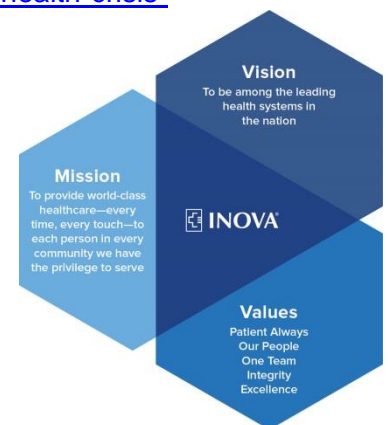 health-crisis
Vision
To be among the leading
health systems in
the nation
Mission
To provide world-class
healthcare—every
time, every touch—to
each person in every
community we have
the privilege to serve
INOVA®
Values
Patient Always
Our People
One Team
Integrity
Excellence